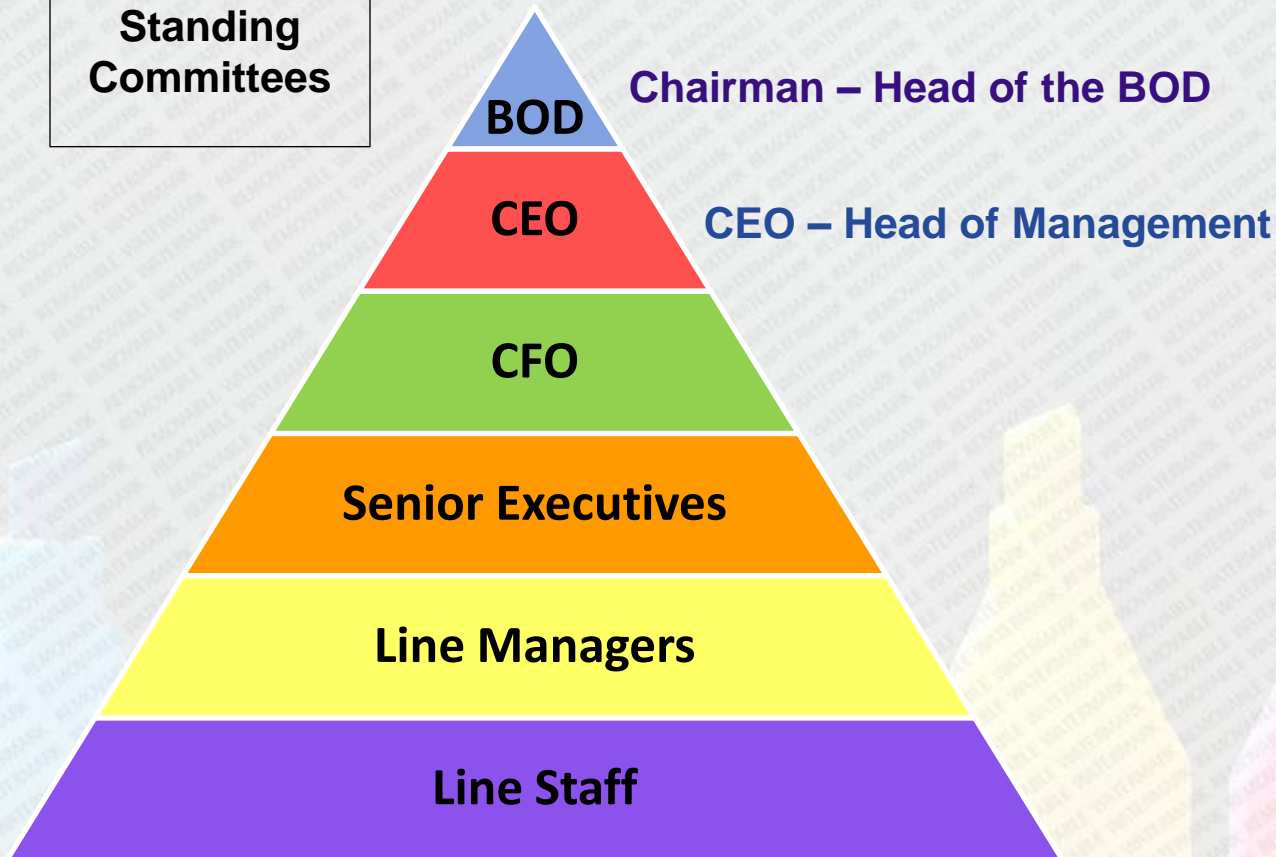 Standing
Committees
Chairman – Head of the BOD
BOD
CEO
CEO – Head of Management
CFO
Senior Executives
Line Managers
Line Staff